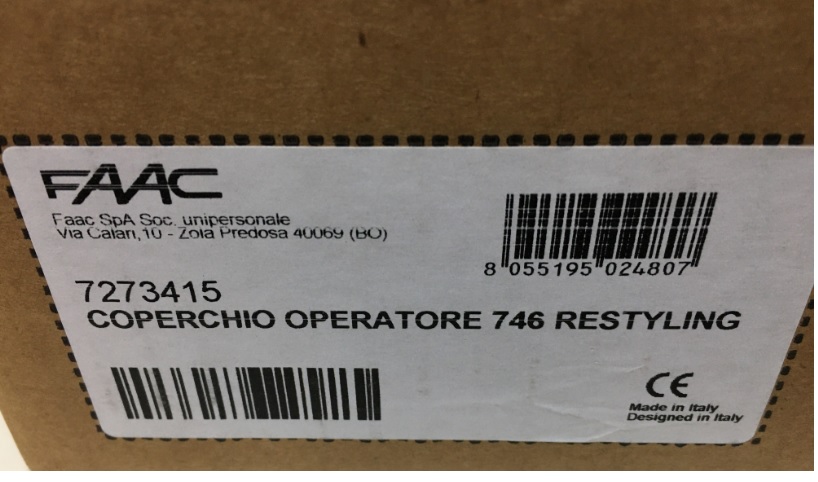 FAAC
Faac SpA Soc. unipersonale
Via Calari,10 - Zola Predosa 40069 (BO)
8 055195 024807
7273415
COPERCHIO OPERATORE 746 RESTYLING
CE
Made in Italy
Designed in Italy